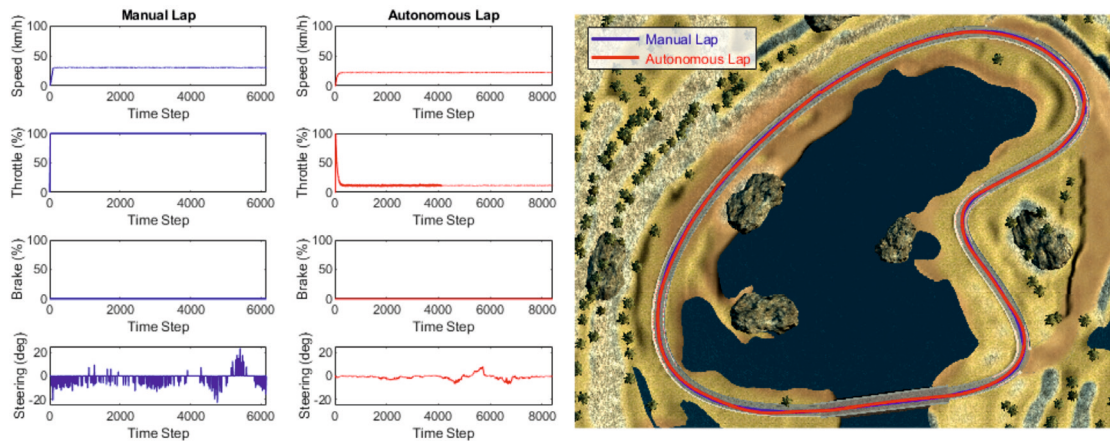 Manual Lap
Speed (km/h)
100
50
0
0 2000 4000 6000
Time Step
Throttle (%)
100
50
0
0 2000 4000 6000
Time Step
Brake (%)
100
50
0
0 2000 4000 6000
Time Step
Steering (deg)
20
0
-20
0 2000 4000 6000
Time Step
Autonomous Lap
Speed (km/h)
100
50
0
0 2000 4000 6000 8000
Time Step
Throttle (%)
100
50
0
0 2000 4000 6000 8000
Time Step
Brake (%)
100
50
0
0 2000 4000 6000 8000
Time Step
Steering (deg)
20
0
-20
0 2000 4000 6000 8000
Time Step
Manual Lap
Autonomous Lap